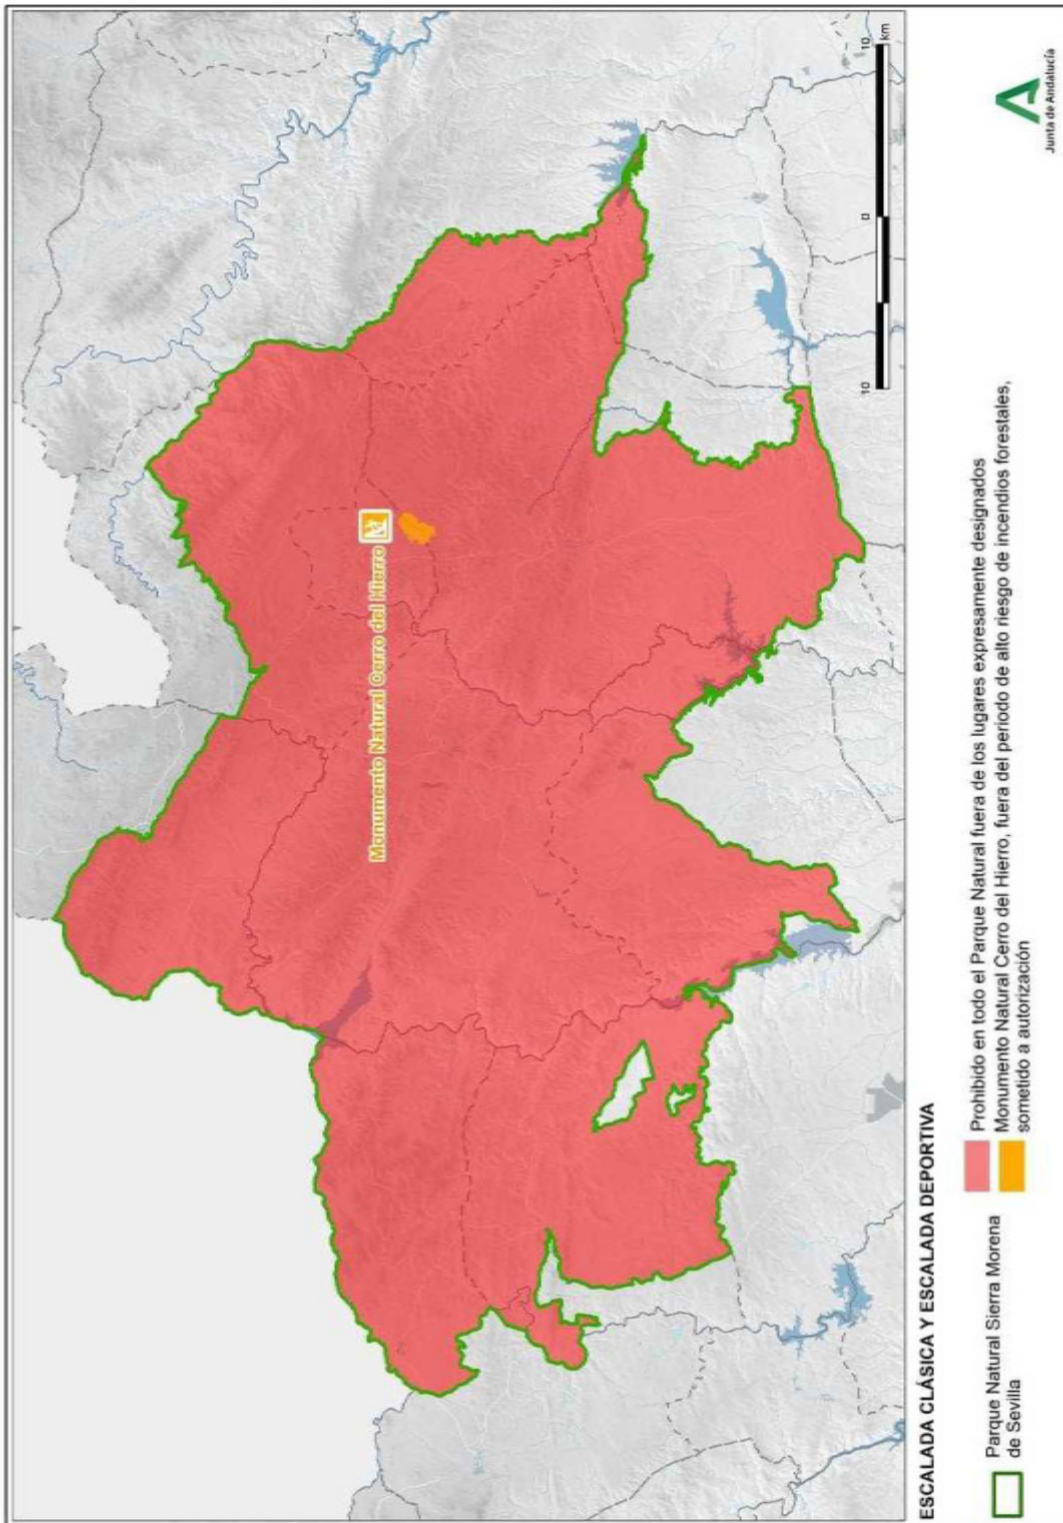 Monumento Natural Cerro del Hierro
10
0
10
km
ESCALADA CLÁSICA Y ESCALADA DEPORTIVA
Parque Natural Sierra Morena
de Sevilla
Prohibido en todo el Parque Natural fuera de los lugares expresamente designados
Monumento Natural Cerro del Hierro, fuera del periodo de alto riesgo de incendios forestales,
sometido a autorización
Junta de Andalucía